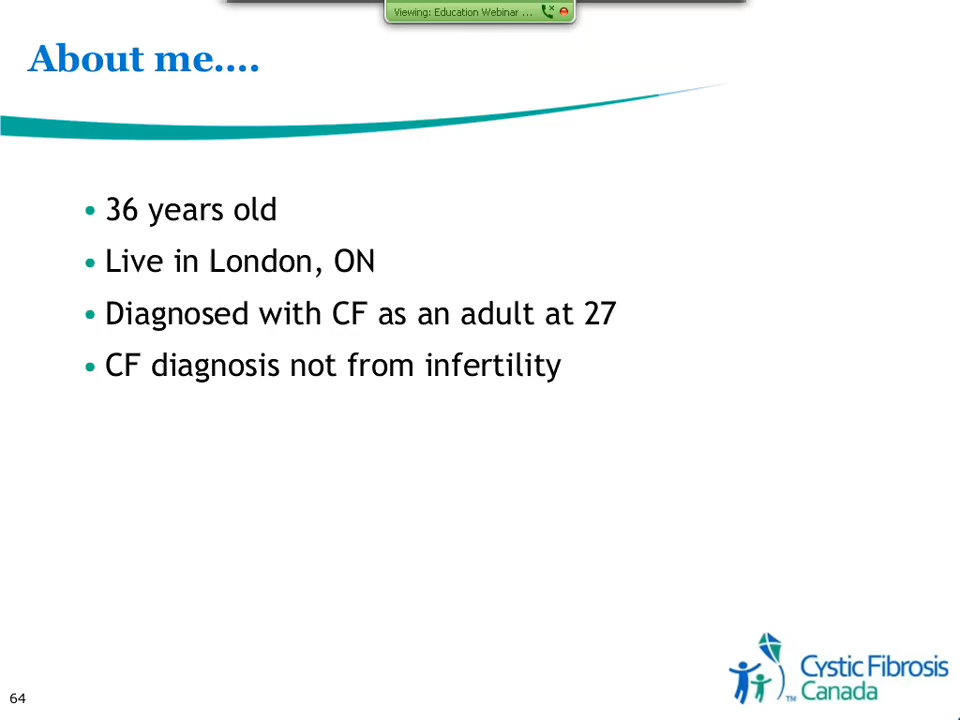 Viewing: Education Webinar ...
About me....
• 36 years old
• Live in London, ON
• Diagnosed with CF as an adult at 27
• CF diagnosis not from infertility
Cystic Fibrosis
Canada
TM
64